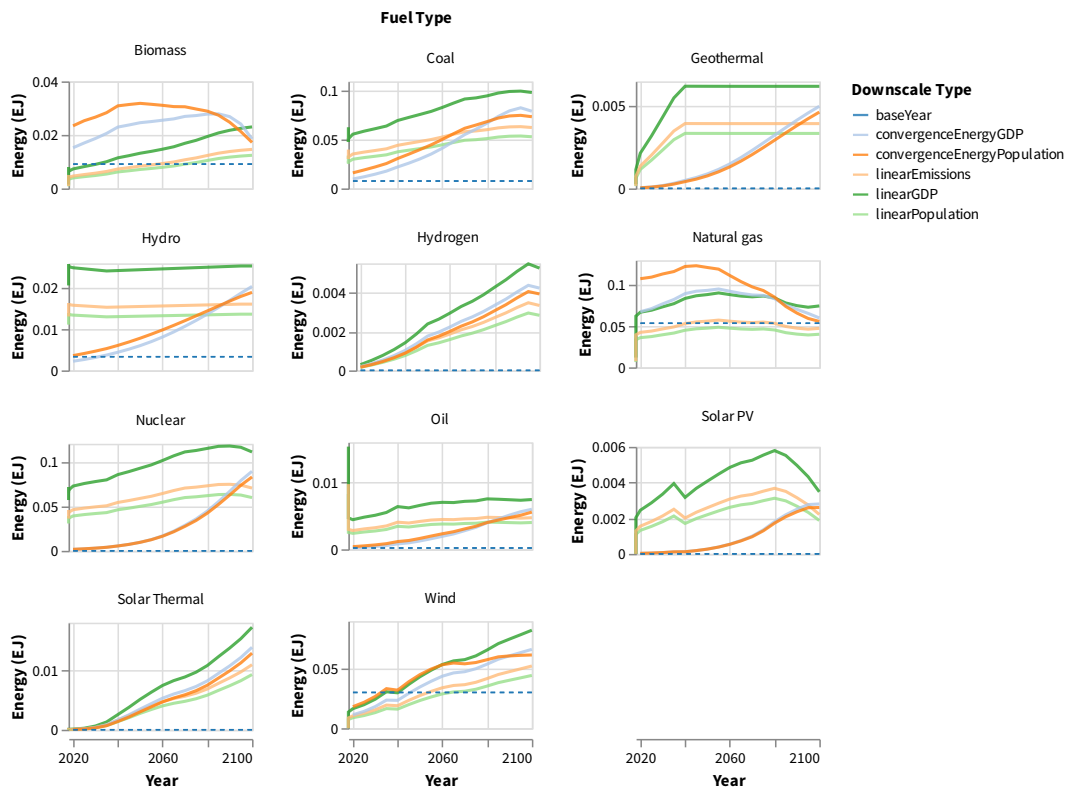 Fuel Type
Biomass
Coal
Geothermal
0.04
0.02
0
Energy (EJ)
0.1
0.05
0
Energy (EJ)
0.005
0
Energy (EJ)
Downscale Type
baseYear
convergenceEnergyGDP
convergenceEnergyPopulation
linearEmissions
linearGDP
linearPopulation
Hydro
Hydrogen
Natural gas
0.02
0.01
0
Energy (EJ)
0.004
0.002
0
Energy (EJ)
0.1
0.05
0
Energy (EJ)
Nuclear
Oil
Solar PV
0.1
0.05
0
Energy (EJ)
0.01
0
Energy (EJ)
0.006
0.004
0.002
0
Energy (EJ)
Solar Thermal
Wind
0.01
0
Energy (EJ)
0.05
0
Energy (EJ)
2020 2060 2100
2020 2060 2100
2020 2060 2100
Year
Year
Year